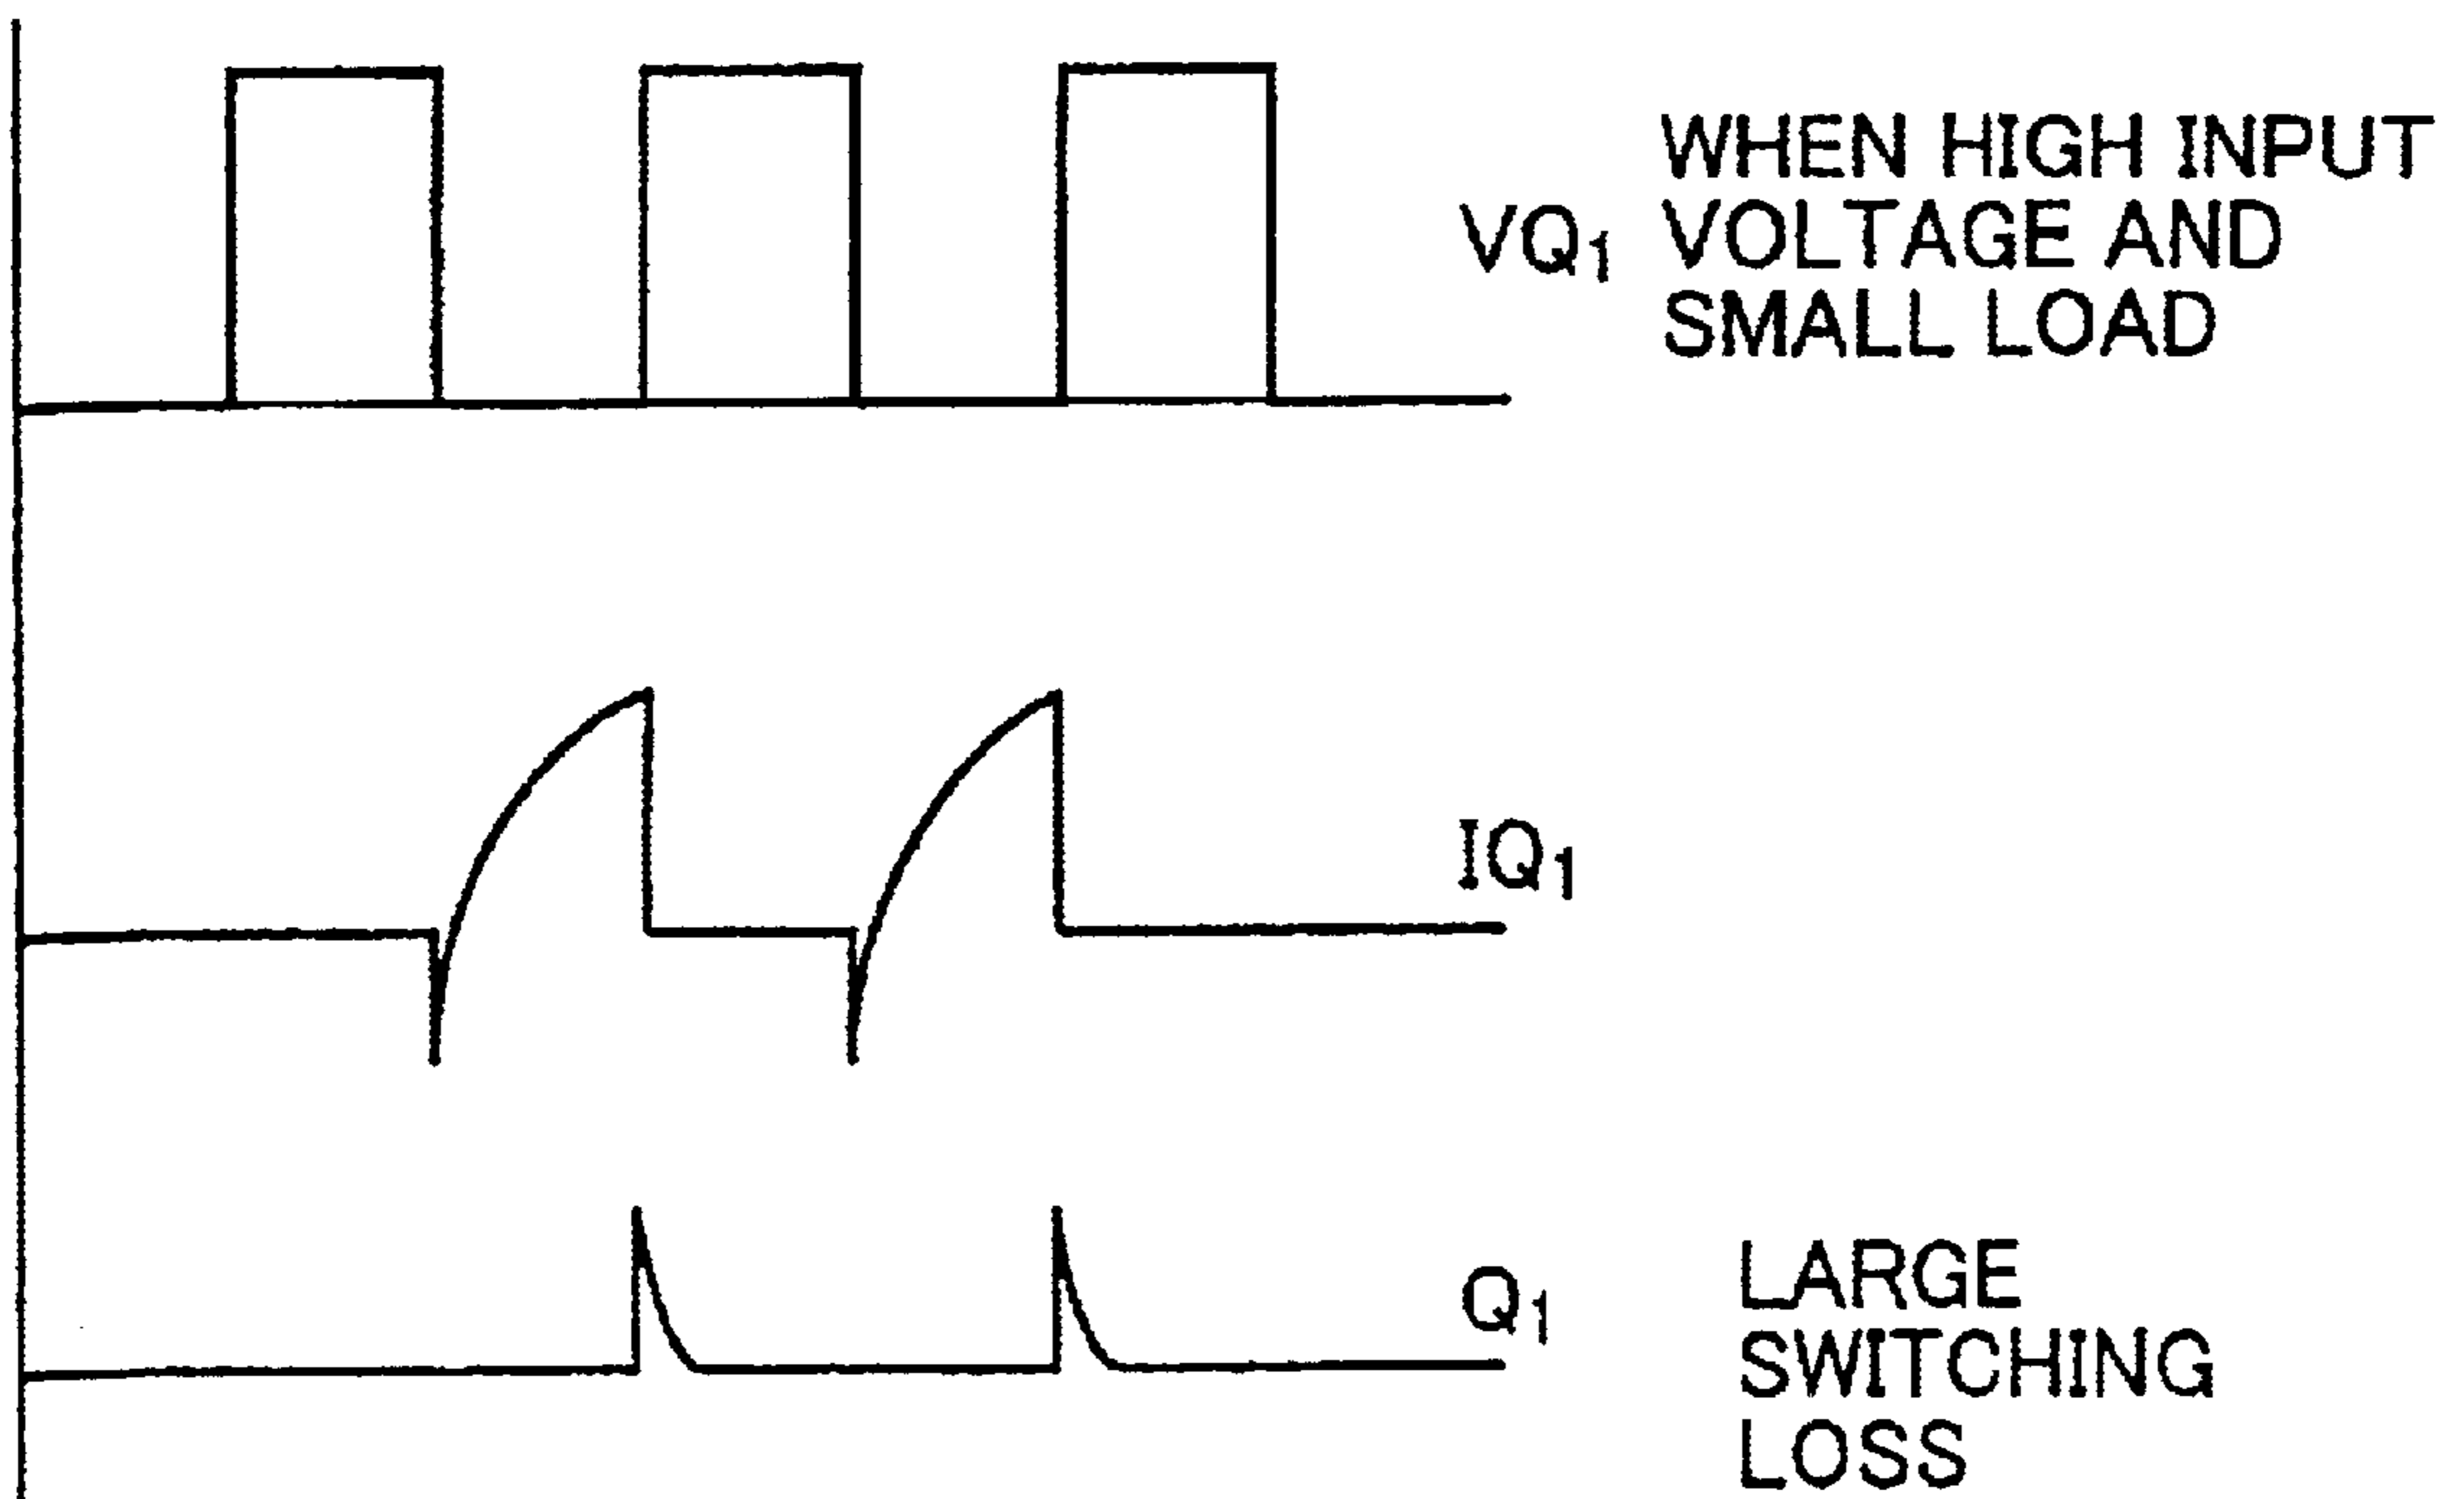 WHEN HIGH INPUT
VQ1 VOLTAGE AND
SMALL LOAD
IQ1
Q1
LARGE
SWITCHING
LOSS